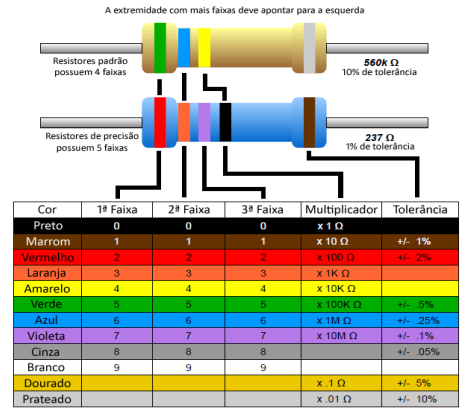 A extremidade com mais faixas deve apontar para a esquerda
Resistores padrão
possuem 4 faixas
560k Ω
10% de tolerância
Resistores de precisão
possuem 5 faixas
237 Ω
1% de tolerância
Cor 1ª Faixa 2ª Faixa 3ª Faixa Multiplicador Tolerância
Preto 0 0 0 x 1 Ω
Marrom 1 1 1 x 10 Ω +/- 1%
Vermelho 2 2 2 x 100 Ω +/- 2%
Laranja 3 3 3 x 1K Ω
Amarelo 4 4 4 x 10K Ω
Verde 5 5 5 x 100K Ω +/- .5%
Azul 6 6 6 x 1M Ω +/- .25%
Violeta 7 7 7 x 10M Ω +/- .1%
Cinza 8 8 8 +/- .05%
Branco 9 9 9
Dourado x .1 Ω +/- 5%
Prateado x .01 Ω +/- 10%